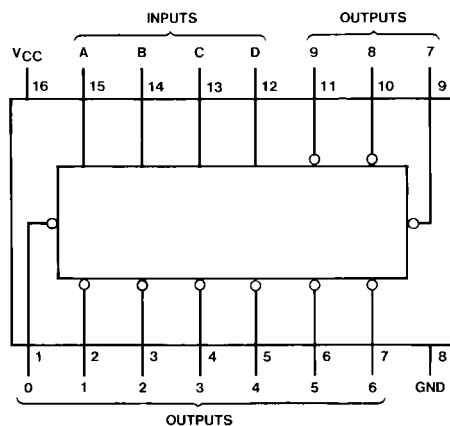 INPUTS OUTPUTS
VCC A B C D 9 8 7
16 15 14 13 12 11 10 9
1 2 3 4 5 6 7 8
0 1 2 3 4 5 6 GND
OUTPUTS